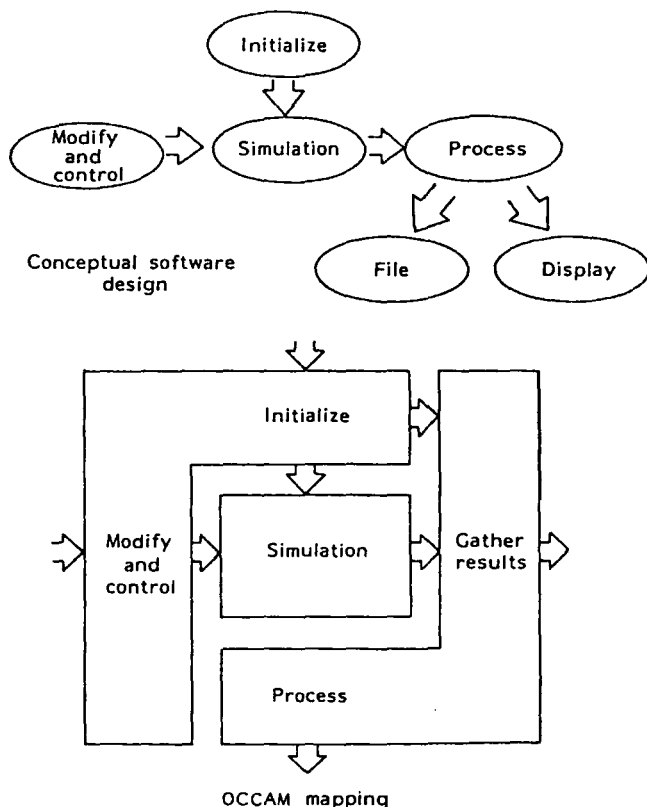 Initialize
Modify
and
control
Simulation
Process
Conceptual software
design
File
Display
Initialize
Modify
and
control
Simulation
Gather
results
Process
OCCAM mapping